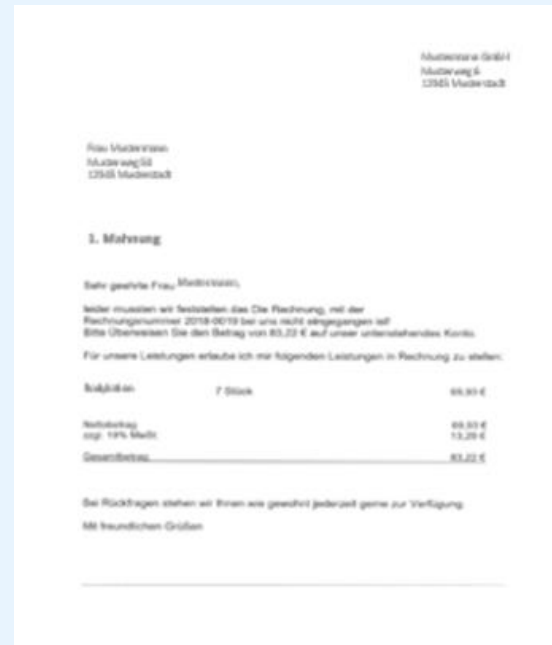 Mustermann GmbH
Musterweg 6
12345 Musterstadt
Frau Mustermann
Musterweg
12345 Musterstadt
1. Mahnung
Sehr geehrte Frau Mustermann,
leider mussten wir feststellen das Die Rechnung, mit der
Rechnungsnummer 2018-0019 bei uns nicht eingegangen ist!
Bitte Überweisen Sie den Betrag von 83,22 € auf unser untenstehendes Konto.
Für unsere Leistungen erlaube ich mir folgenden Leistungen in Rechnung zu stellen:
7 Stück 69,93 €
Nettobetrag 69,93 €
zzgl. 19% MwSt. 13,29 €
Gesamtbetrag 83,22 €
Bei Rückfragen stehen wir Ihnen wie gewohnt jederzeit gerne zur Verfügung.
Mit freundlichen Grüßen